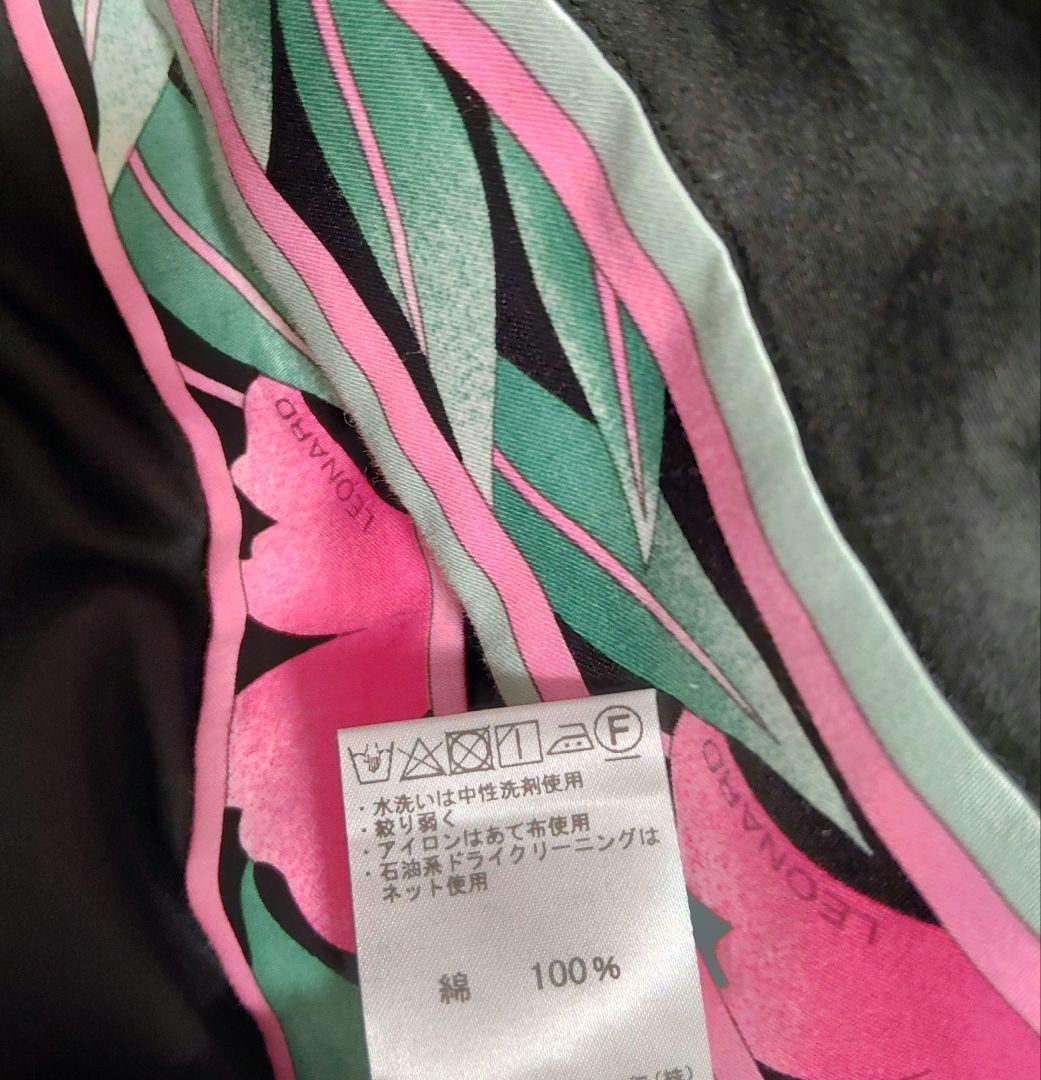 LEONARD
F
・水洗いは中性洗剤使用
・絞り弱く
・アイロンはあて布使用
・石油系ドライクリーニングは
ネット使用
綿 100%
LEONARD
(株)